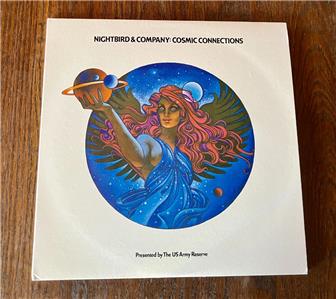 NIGHTBIRD & COMPANY: COSMIC CONNECTIONS
Presented by The US Army Reserve